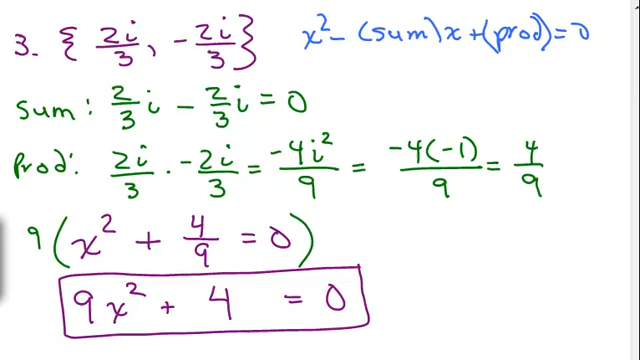 3. { 2i/3, -2i/3 } x² - (sum)x + (prod) = 0
sum: 2/3 i - 2/3 i = 0
Prod: 2i/3 · -2i/3 = -4i²/9 = -4(-1)/9 = 4/9
9 ( x² + 4/9 = 0 )
9x² + 4 = 0